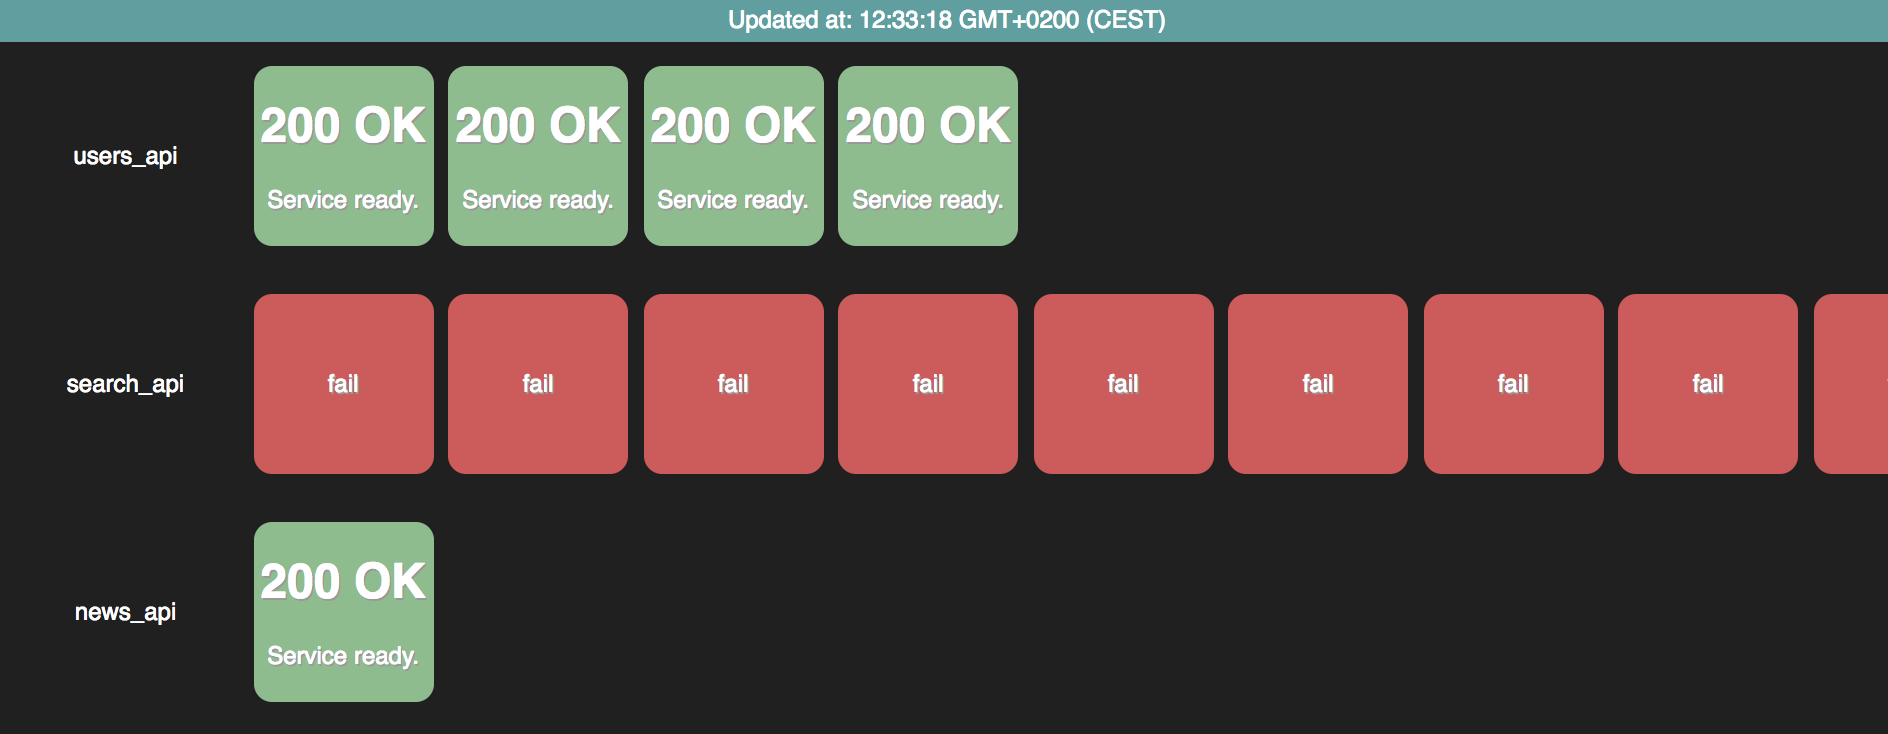 Updated at: 12:33:18 GMT+0200 (CEST)
users_api
200 OK 200 OK 200 OK 200 OK
Service ready. Service ready. Service ready. Service ready.
search_api fail fail fail fail fail fail fail fail
news_api
200 OK
Service ready.